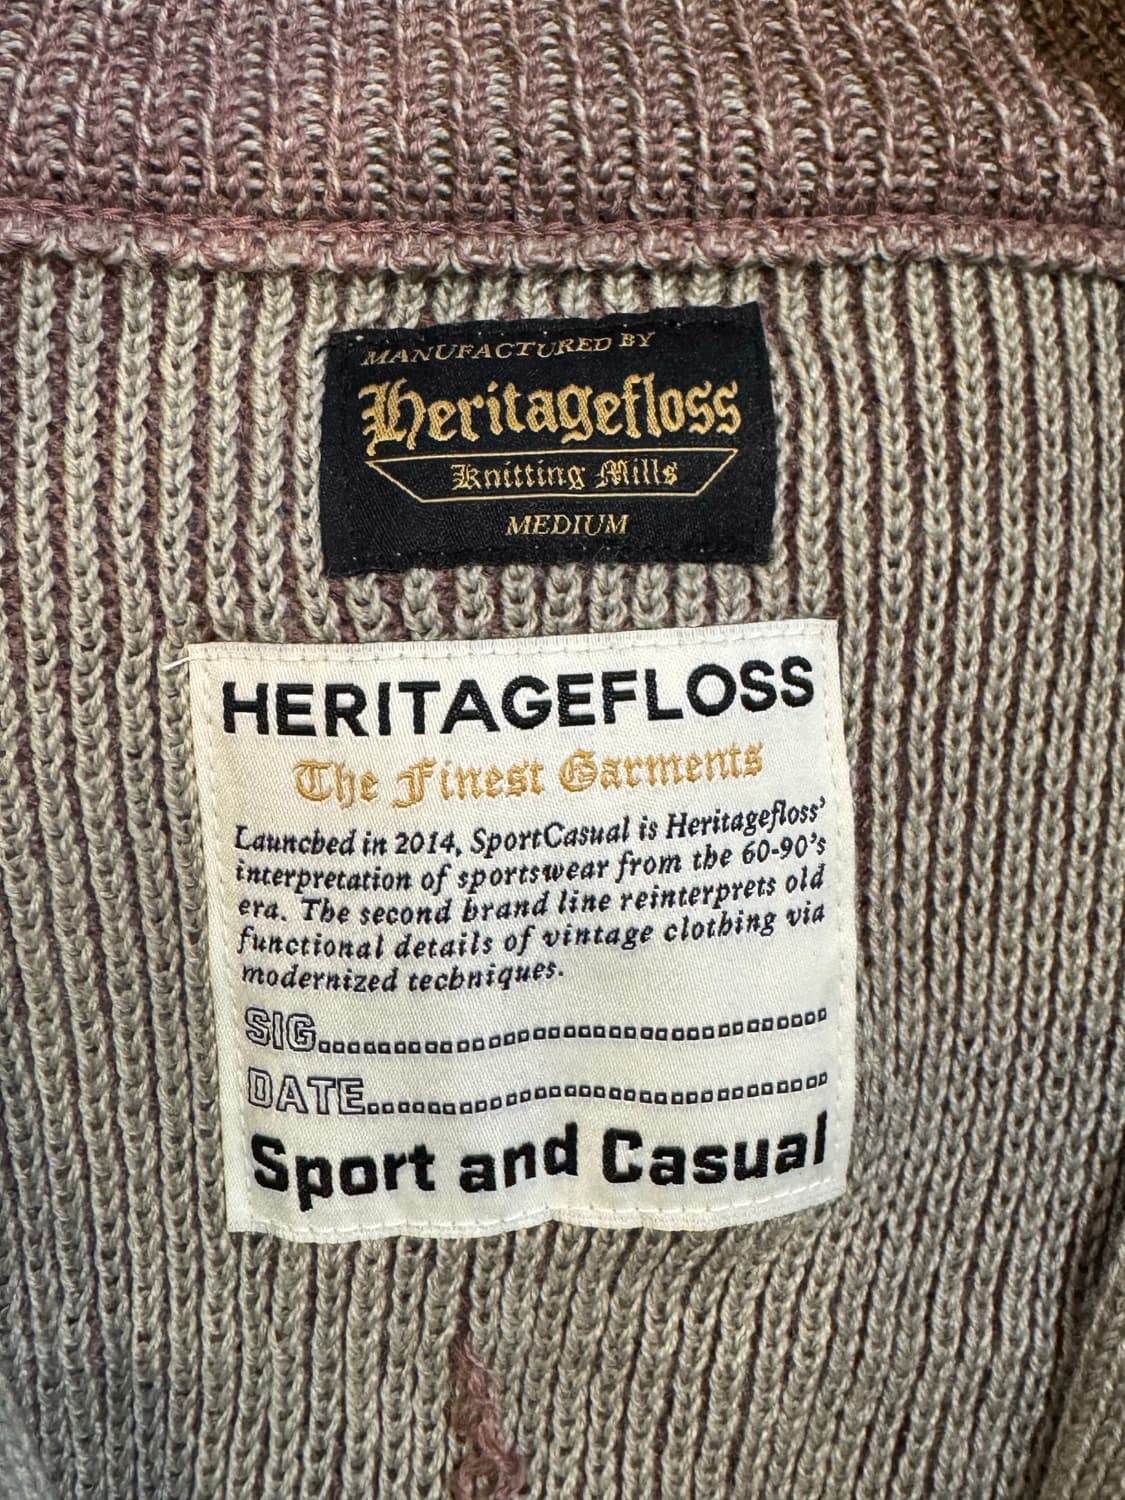 MANUFACTURED BY
Heritagefloss
Knitting Mills
MEDIUM
HERITAGEFLOSS
The Finest Garments
Launched in 2014, SportCasual is Heritagefloss'
interpretation of sportswear from the 60-90's
era. The second brand line reinterprets old
functional details of vintage clothing via
modernized techniques.
SIG
DATE
Sport and Casual